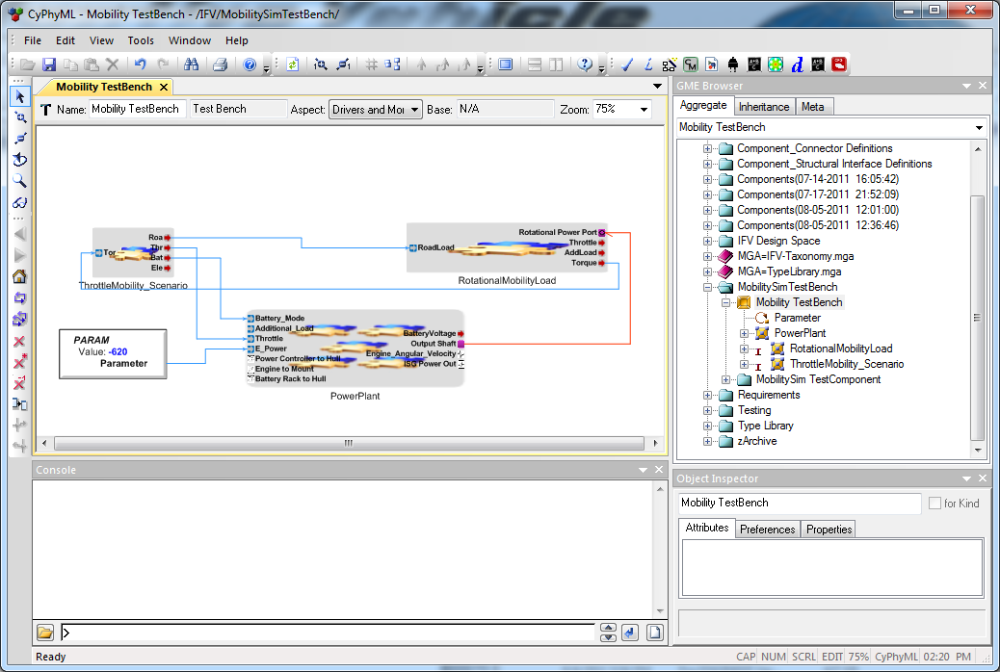 CyPhyML - Mobility TestBench - /IFV/MobilitySimTestBench/
File Edit View Tools Window Help
Mobility TestBench
Name: Mobility TestBench Test Bench Aspect: Drivers and Mo Base: N/A Zoom: 75%
Roa
Thr
Tor
Bat
Ele
ThrottleMobility_Scenario
Rotational Power Port
Throttle
RoadLoad
AddLoad
Torque
RotationalMobilityLoad
PARAM
Value: -620
Parameter
Battery_Mode
Additional_Load
BatteryVoltage
Throttle
Output Shaft
E_Power
Engine_Angular_Velocity
Power Controller to Hull
ISG Power Out
Engine to Mount
Battery Rack to Hull
PowerPlant
Console
>
GME Browser
Aggregate Inheritance Meta
Mobility TestBench
Component_Connector Definitions
Component_Structural Interface Definitions
Components(07-14-2011 16:05:42)
Components(07-17-2011 21:52:09)
Components(08-05-2011 12:01:00)
Components(08-05-2011 12:36:46)
IFV Design Space
MGA=IFV-Taxonomy.mga
MGA=TypeLibrary.mga
MobilitySimTestBench
Mobility TestBench
Parameter
PowerPlant
RotationalMobilityLoad
ThrottleMobility_Scenario
MobilitySim TestComponent
Requirements
Testing
Type Library
zArchive
Object Inspector
Mobility TestBench
for Kind
Attributes Preferences Properties
Ready
CAP NUM SCRL EDIT 75% CyPhyML 02:20 PM